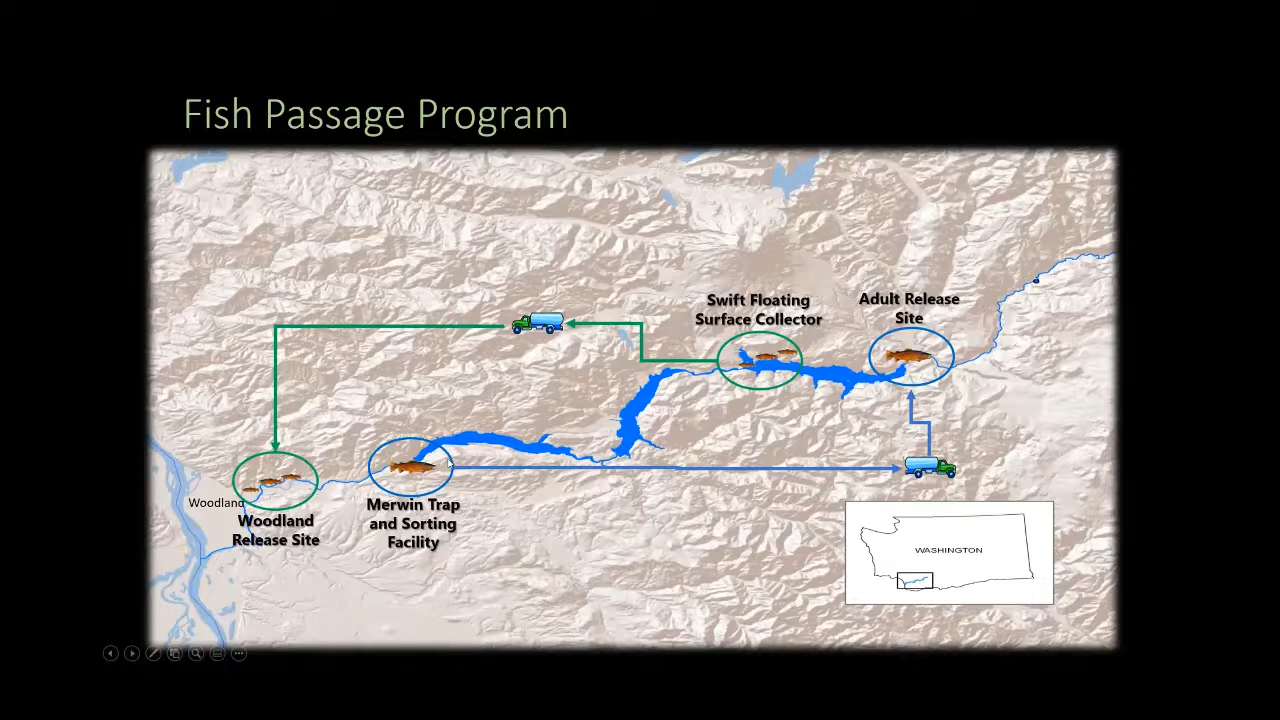 Fish Passage Program
Swift Floating
Surface Collector
Adult Release
Site
Woodland
Woodland
Release Site
Merwin Trap
and Sorting
Facility
WASHINGTON